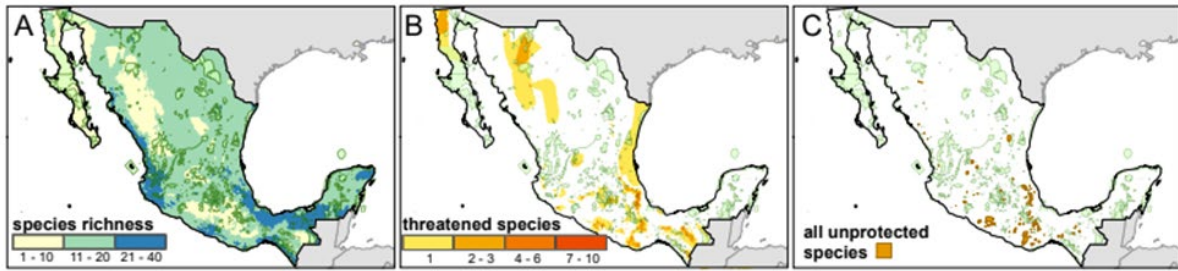 A
species richness
1 - 10 11 - 20 21 - 40
B
threatened species
1 2 - 3 4 - 6 7 - 10
C
all unprotected
species